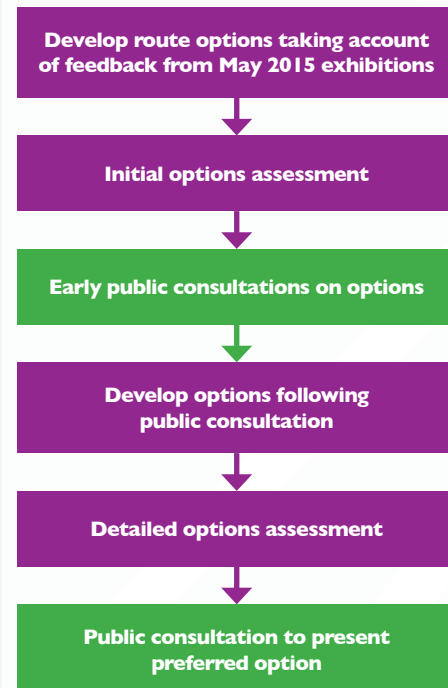 Develop route options taking account
of feedback from May 2015 exhibitions
Initial options assessment
Early public consultations on options
Develop options following
public consultation
Detailed options assessment
Public consultation to present
preferred option